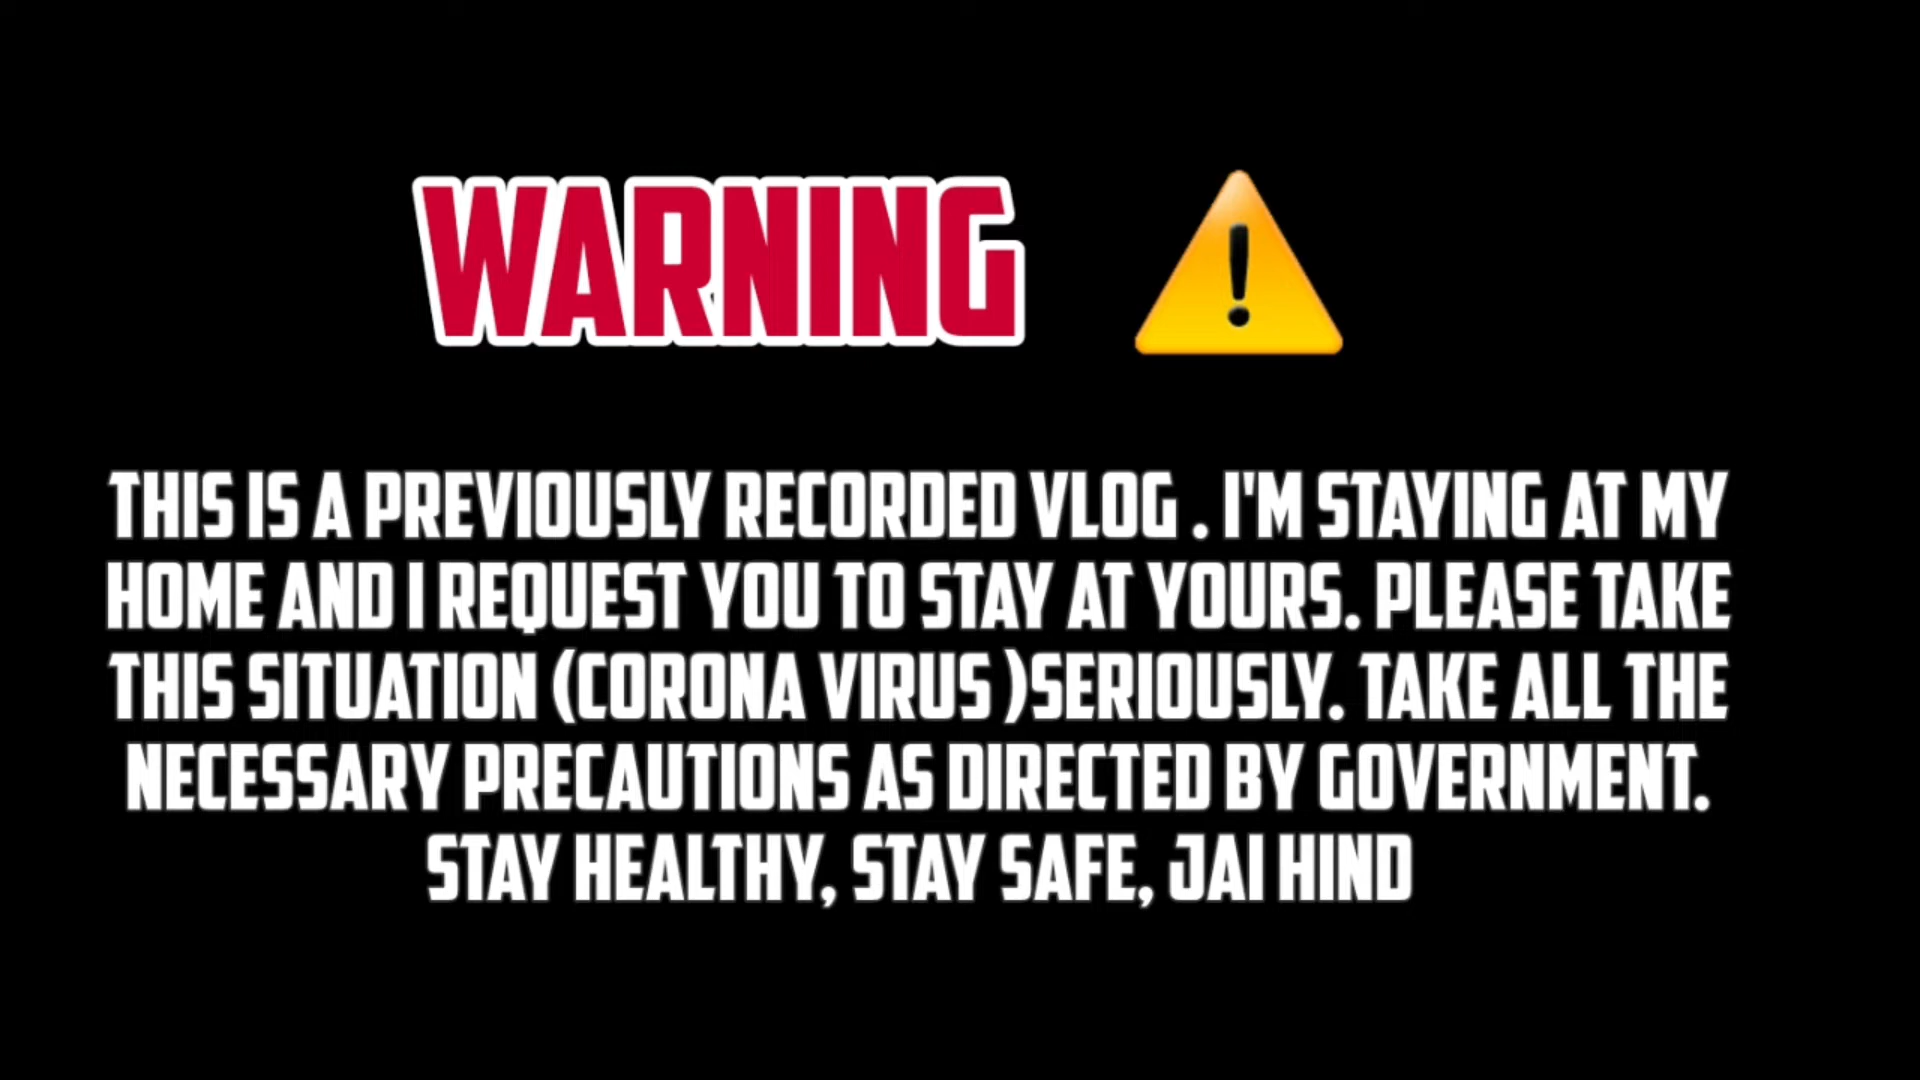 WARNING
THIS IS A PREVIOUSLY RECORDED VLOG . I'M STAYING AT MY
HOME AND I REQUEST YOU TO STAY AT YOURS. PLEASE TAKE
THIS SITUATION (CORONA VIRUS )SERIOUSLY. TAKE ALL THE
NECESSARY PRECAUTIONS AS DIRECTED BY GOVERNMENT.
STAY HEALTHY, STAY SAFE, JAI HIND